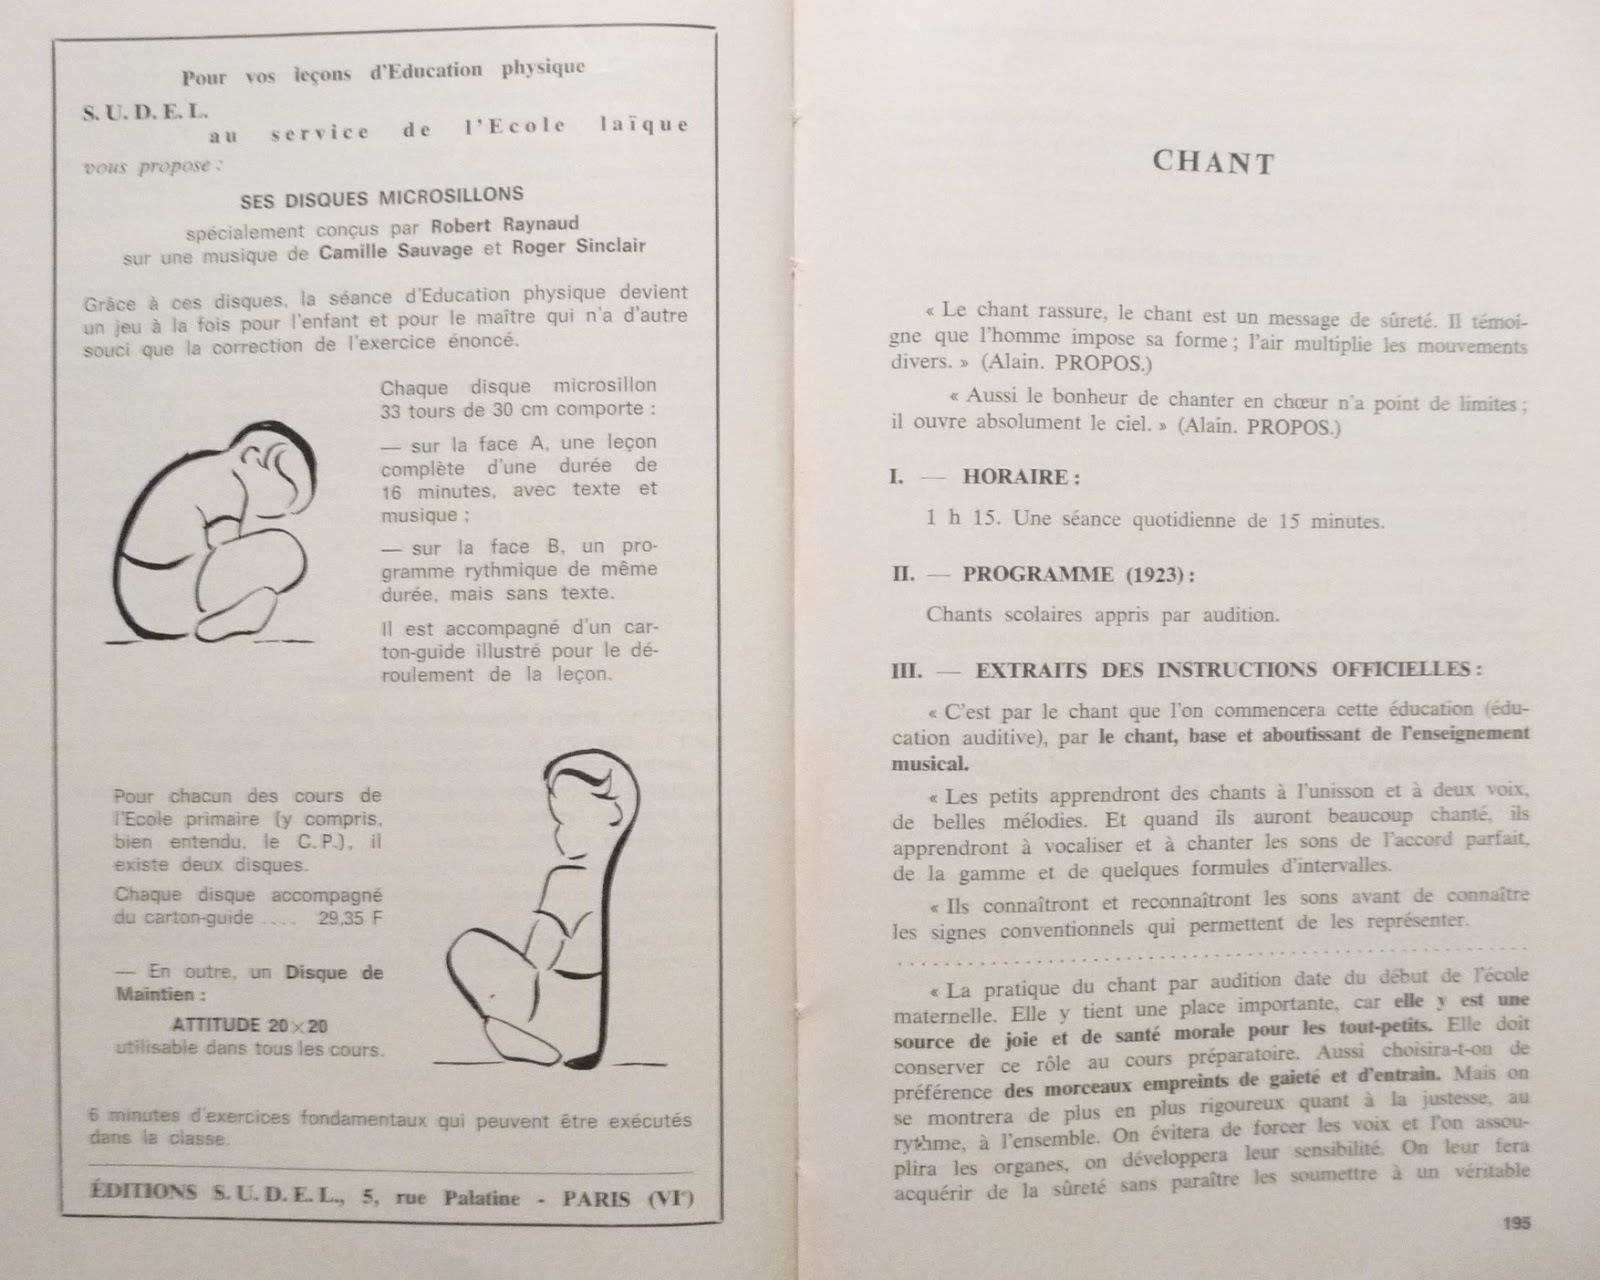 Pour vos leçons d'Education physique
S. U. D. E. L.
au service de l'Ecole laïque
vous propose :
SES DISQUES MICROSILLONS
spécialement conçus par Robert Raynaud
sur une musique de Camille Sauvage et Roger Sinclair
Grâce à ces disques, la séance d'Education physique devient
un jeu à la fois pour l'enfant et pour le maître qui n'a d'autre
souci que la correction de l'exercice énoncé.
Chaque disque microsillon
33 tours de 30 cm comporte :
— sur la face A, une leçon
complète d'une durée de
16 minutes, avec texte et
musique ;
— sur la face B, un pro-
gramme rythmique de même
durée, mais sans texte.
Il est accompagné d'un car-
ton-guide illustré pour le dé-
roulement de la leçon.
Pour chacun des cours de
l'Ecole primaire (y compris,
bien entendu, le C.P.), il
existe deux disques.
Chaque disque accompagné
du carton-guide .... 29,35 F
— En outre, un Disque de
Maintien :
ATTITUDE 20 × 20
utilisable dans tous les cours.
6 minutes d'exercices fondamentaux qui peuvent être exécutés
dans la classe.
ÉDITIONS S. U. D. E. L., 5, rue Palatine - PARIS (VIe)
CHANT
« Le chant rassure, le chant est un message de sûreté. Il témoi-
gne que l'homme impose sa forme ; l'air multiplie les mouvements
divers. » (Alain. PROPOS.)
« Aussi le bonheur de chanter en chœur n'a point de limites ;
il ouvre absolument le ciel. » (Alain. PROPOS.)
I. — HORAIRE :
1 h 15. Une séance quotidienne de 15 minutes.
II. — PROGRAMME (1923) :
Chants scolaires appris par audition.
III. — EXTRAITS DES INSTRUCTIONS OFFICIELLES :
« C'est par le chant que l'on commencera cette éducation (édu-
cation auditive), par le chant, base et aboutissant de l'enseignement
musical.
« Les petits apprendront des chants à l'unisson et à deux voix,
de belles mélodies. Et quand ils auront beaucoup chanté, ils
apprendront à vocaliser et à chanter les sons de l'accord parfait,
de la gamme et de quelques formules d'intervalles.
« Ils connaîtront et reconnaîtront les sons avant de connaître
les signes conventionnels qui permettent de les représenter.
« La pratique du chant par audition date du début de l'école
maternelle. Elle y tient une place importante, car elle y est une
source de joie et de santé morale pour les tout-petits. Elle doit
conserver ce rôle au cours préparatoire. Aussi choisira-t-on de
préférence des morceaux empreints de gaieté et d'entrain. Mais on
se montrera de plus en plus rigoureux quant à la justesse, au
rythme, à l'ensemble. On évitera de forcer les voix et l'on assou-
plira les organes, on développera leur sensibilité. On leur fera
acquérir de la sûreté sans paraître les soumettre à un véritable
195